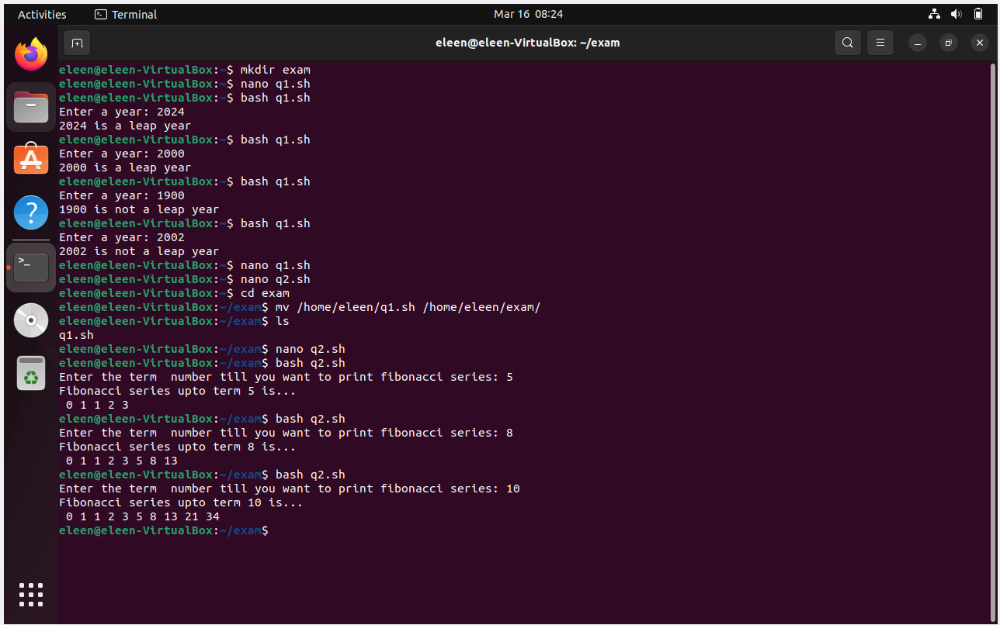 Activities Terminal Mar 16 08:24
eleen@eleen-VirtualBox: ~/exam
eleen@eleen-VirtualBox:~$ mkdir exam
eleen@eleen-VirtualBox:~$ nano q1.sh
eleen@eleen-VirtualBox:~$ bash q1.sh
Enter a year: 2024
2024 is a leap year
eleen@eleen-VirtualBox:~$ bash q1.sh
Enter a year: 2000
2000 is a leap year
eleen@eleen-VirtualBox:~$ bash q1.sh
Enter a year: 1900
1900 is not a leap year
eleen@eleen-VirtualBox:~$ bash q1.sh
Enter a year: 2002
2002 is not a leap year
eleen@eleen-VirtualBox:~$ nano q1.sh
eleen@eleen-VirtualBox:~$ nano q2.sh
eleen@eleen-VirtualBox:~$ cd exam
eleen@eleen-VirtualBox:~/exam$ mv /home/eleen/q1.sh /home/eleen/exam/
eleen@eleen-VirtualBox:~/exam$ ls
q1.sh
eleen@eleen-VirtualBox:~/exam$ nano q2.sh
eleen@eleen-VirtualBox:~/exam$ bash q2.sh
Enter the term  number till you want to print fibonacci series: 5
Fibonacci series upto term 5 is...
 0 1 1 2 3
eleen@eleen-VirtualBox:~/exam$ bash q2.sh
Enter the term  number till you want to print fibonacci series: 8
Fibonacci series upto term 8 is...
 0 1 1 2 3 5 8 13
eleen@eleen-VirtualBox:~/exam$ bash q2.sh
Enter the term  number till you want to print fibonacci series: 10
Fibonacci series upto term 10 is...
 0 1 1 2 3 5 8 13 21 34
eleen@eleen-VirtualBox:~/exam$